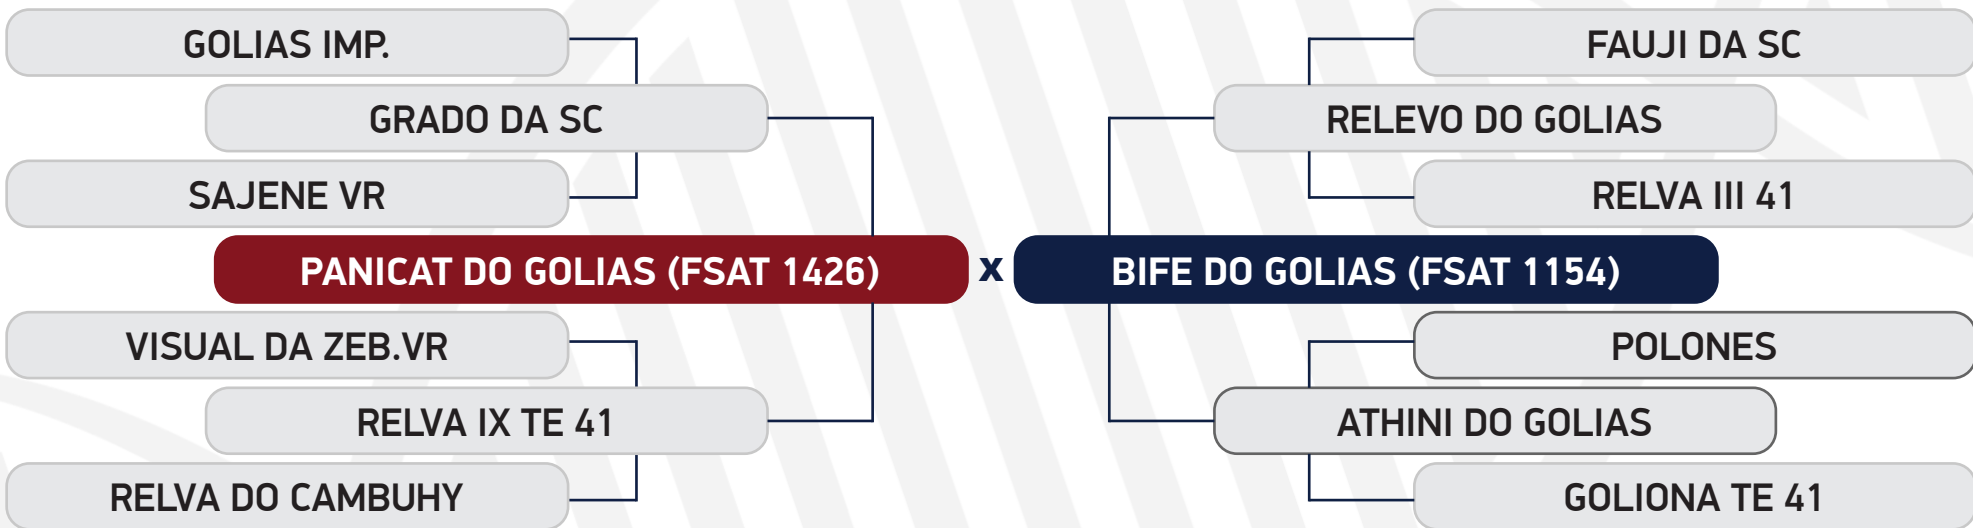 GOLIAS IMP.
FAUJI DA SC
GRADO DA SC
RELEVO DO GOLIAS
SAJENE VR
RELVA III 41
PANICAT DO GOLIAS (FSAT 1426)
x
BIFE DO GOLIAS (FSAT 1154)
VISUAL DA ZEB.VR
POLONES
RELVA IX TE 41
ATHINI DO GOLIAS
RELVA DO CAMBUHY
GOLIONA TE 41